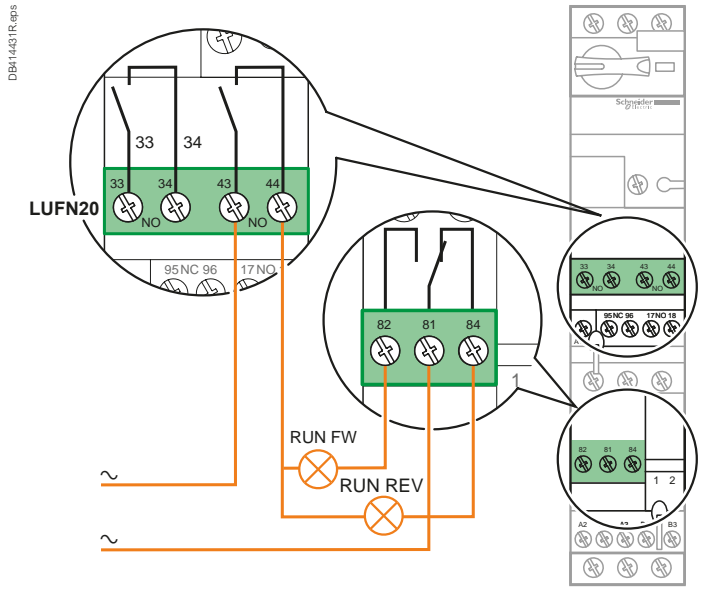 DB414431R.eps
33
34
LUFN20
33
34
43
44
NO
NO
95 NC 96
17 NO
82
81
84
1
RUN FW
RUN REV
~
~
Schneider
Electric
33
34
43
44
NO
NO
95 NC 96
17 NO 18
A
82
81
84
1 2
A2
A3
B3